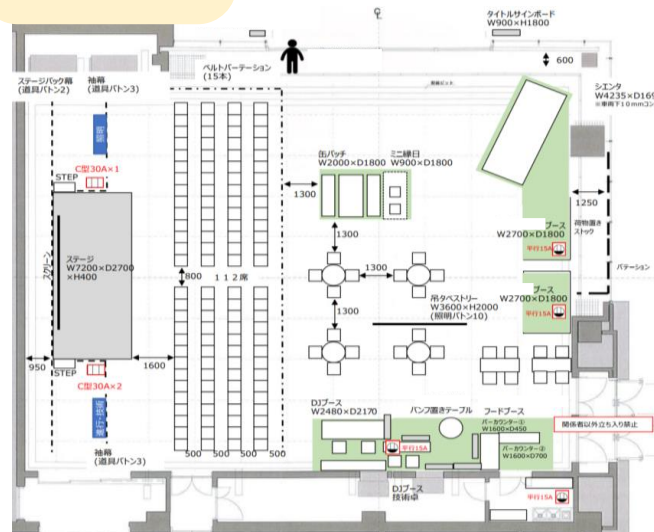 ℄
タイトルサインボード
W900×H1800
600
ステージバック幕
(道具バトン2)
袖幕
(道具バトン3)
ベルトパーテーション
(15本)
シエンタ
W4235×D169
照明
C型30A×1
STEP
缶バッチ
W2000×D1800
ミニ縁日
W900×D1800
1300
1250
荷物置き
ストック
ブース
W2700×D1800
平行15A
パテーション
1300
スクリーン
ステージ
W7200×D2700
×H400
800
112席
1300
吊タペストリー
W3600×H2000
(照明バトン10)
1300
ブース
W2700×D1800
平行15A
950
STEP
1600
C型30A×2
進行・技術
袖幕
(道具バトン3)
500
500
500
500
DJブース
W2480×D2170
パンフ置きテーブル
フードブース
バーカウンター①
W1600×D450
バーカウンター②
W1600×D700
平行15A
関係者以外立ち入り禁止
DJブース
技術卓
平行15A